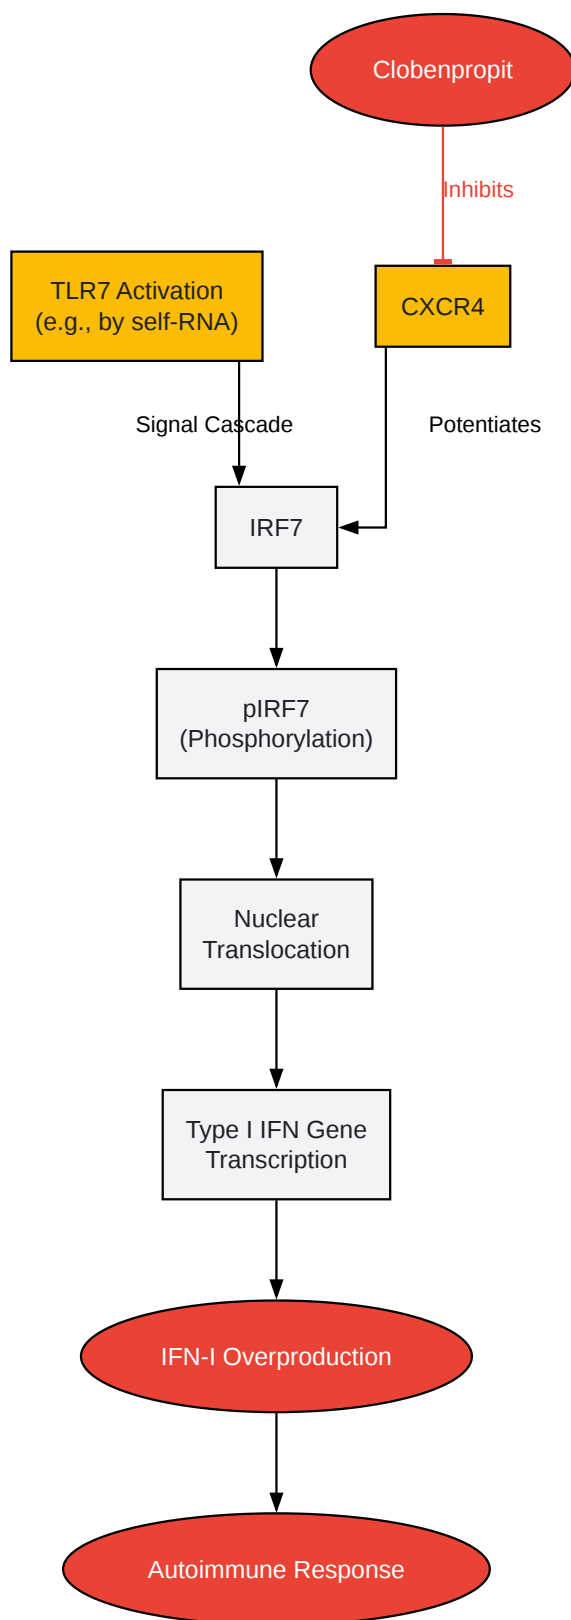 Clobenpropit
Inhibits
TLR7 Activation
(e.g., by self-RNA)
CXCR4
Signal Cascade
Potentiates
IRF7
pIRF7
(Phosphorylation)
Nuclear
Translocation
Type I IFN Gene
Transcription
IFN-I Overproduction
Autoimmune Response